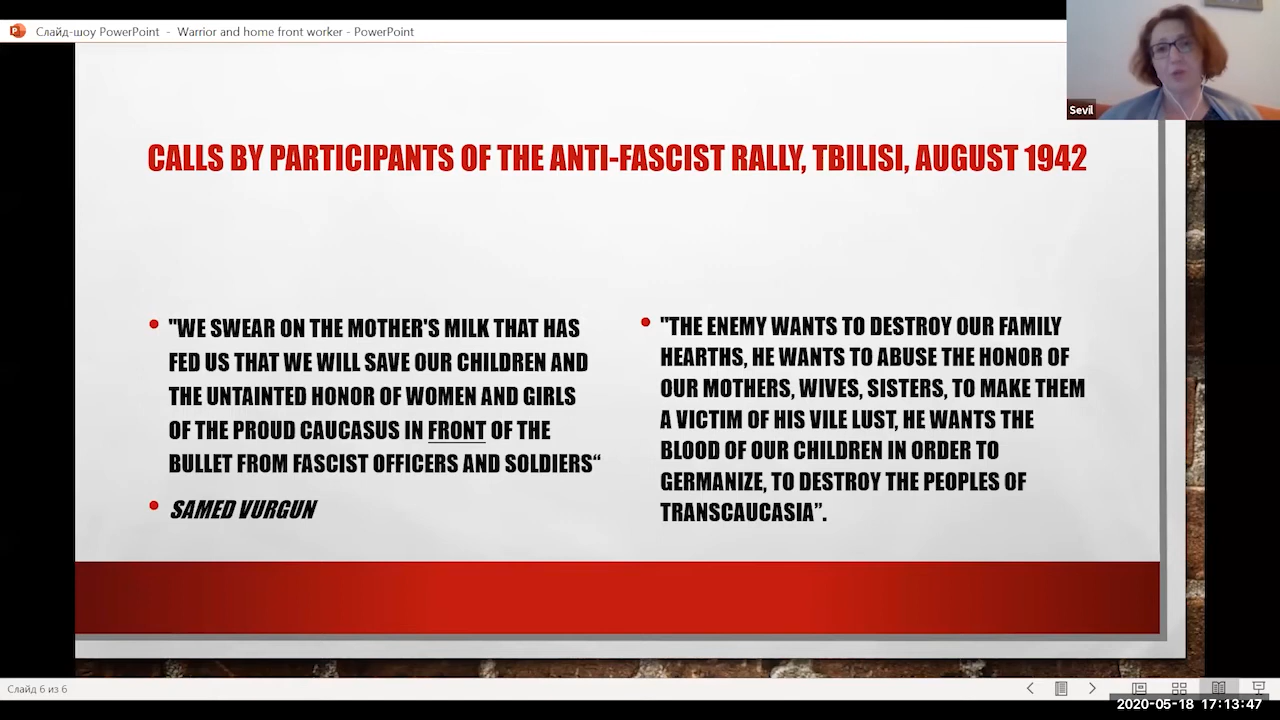 Слайд-шоу PowerPoint - Warrior and home front worker - PowerPoint
Sevil
CALLS BY PARTICIPANTS OF THE ANTI-FASCIST RALLY, TBILISI, AUGUST 1942
• "WE SWEAR ON THE MOTHER'S MILK THAT HAS
FED US THAT WE WILL SAVE OUR CHILDREN AND
THE UNTAINTED HONOR OF WOMEN AND GIRLS
OF THE PROUD CAUCASUS IN FRONT OF THE
BULLET FROM FASCIST OFFICERS AND SOLDIERS“
• SAMED VURGUN
• "THE ENEMY WANTS TO DESTROY OUR FAMILY
HEARTHS, HE WANTS TO ABUSE THE HONOR OF
OUR MOTHERS, WIVES, SISTERS, TO MAKE THEM
A VICTIM OF HIS VILE LUST, HE WANTS THE
BLOOD OF OUR CHILDREN IN ORDER TO
GERMANIZE, TO DESTROY THE PEOPLES OF
TRANSCAUCASIA”.
Слайд 6 из 6
2020-05-18 17:13:47